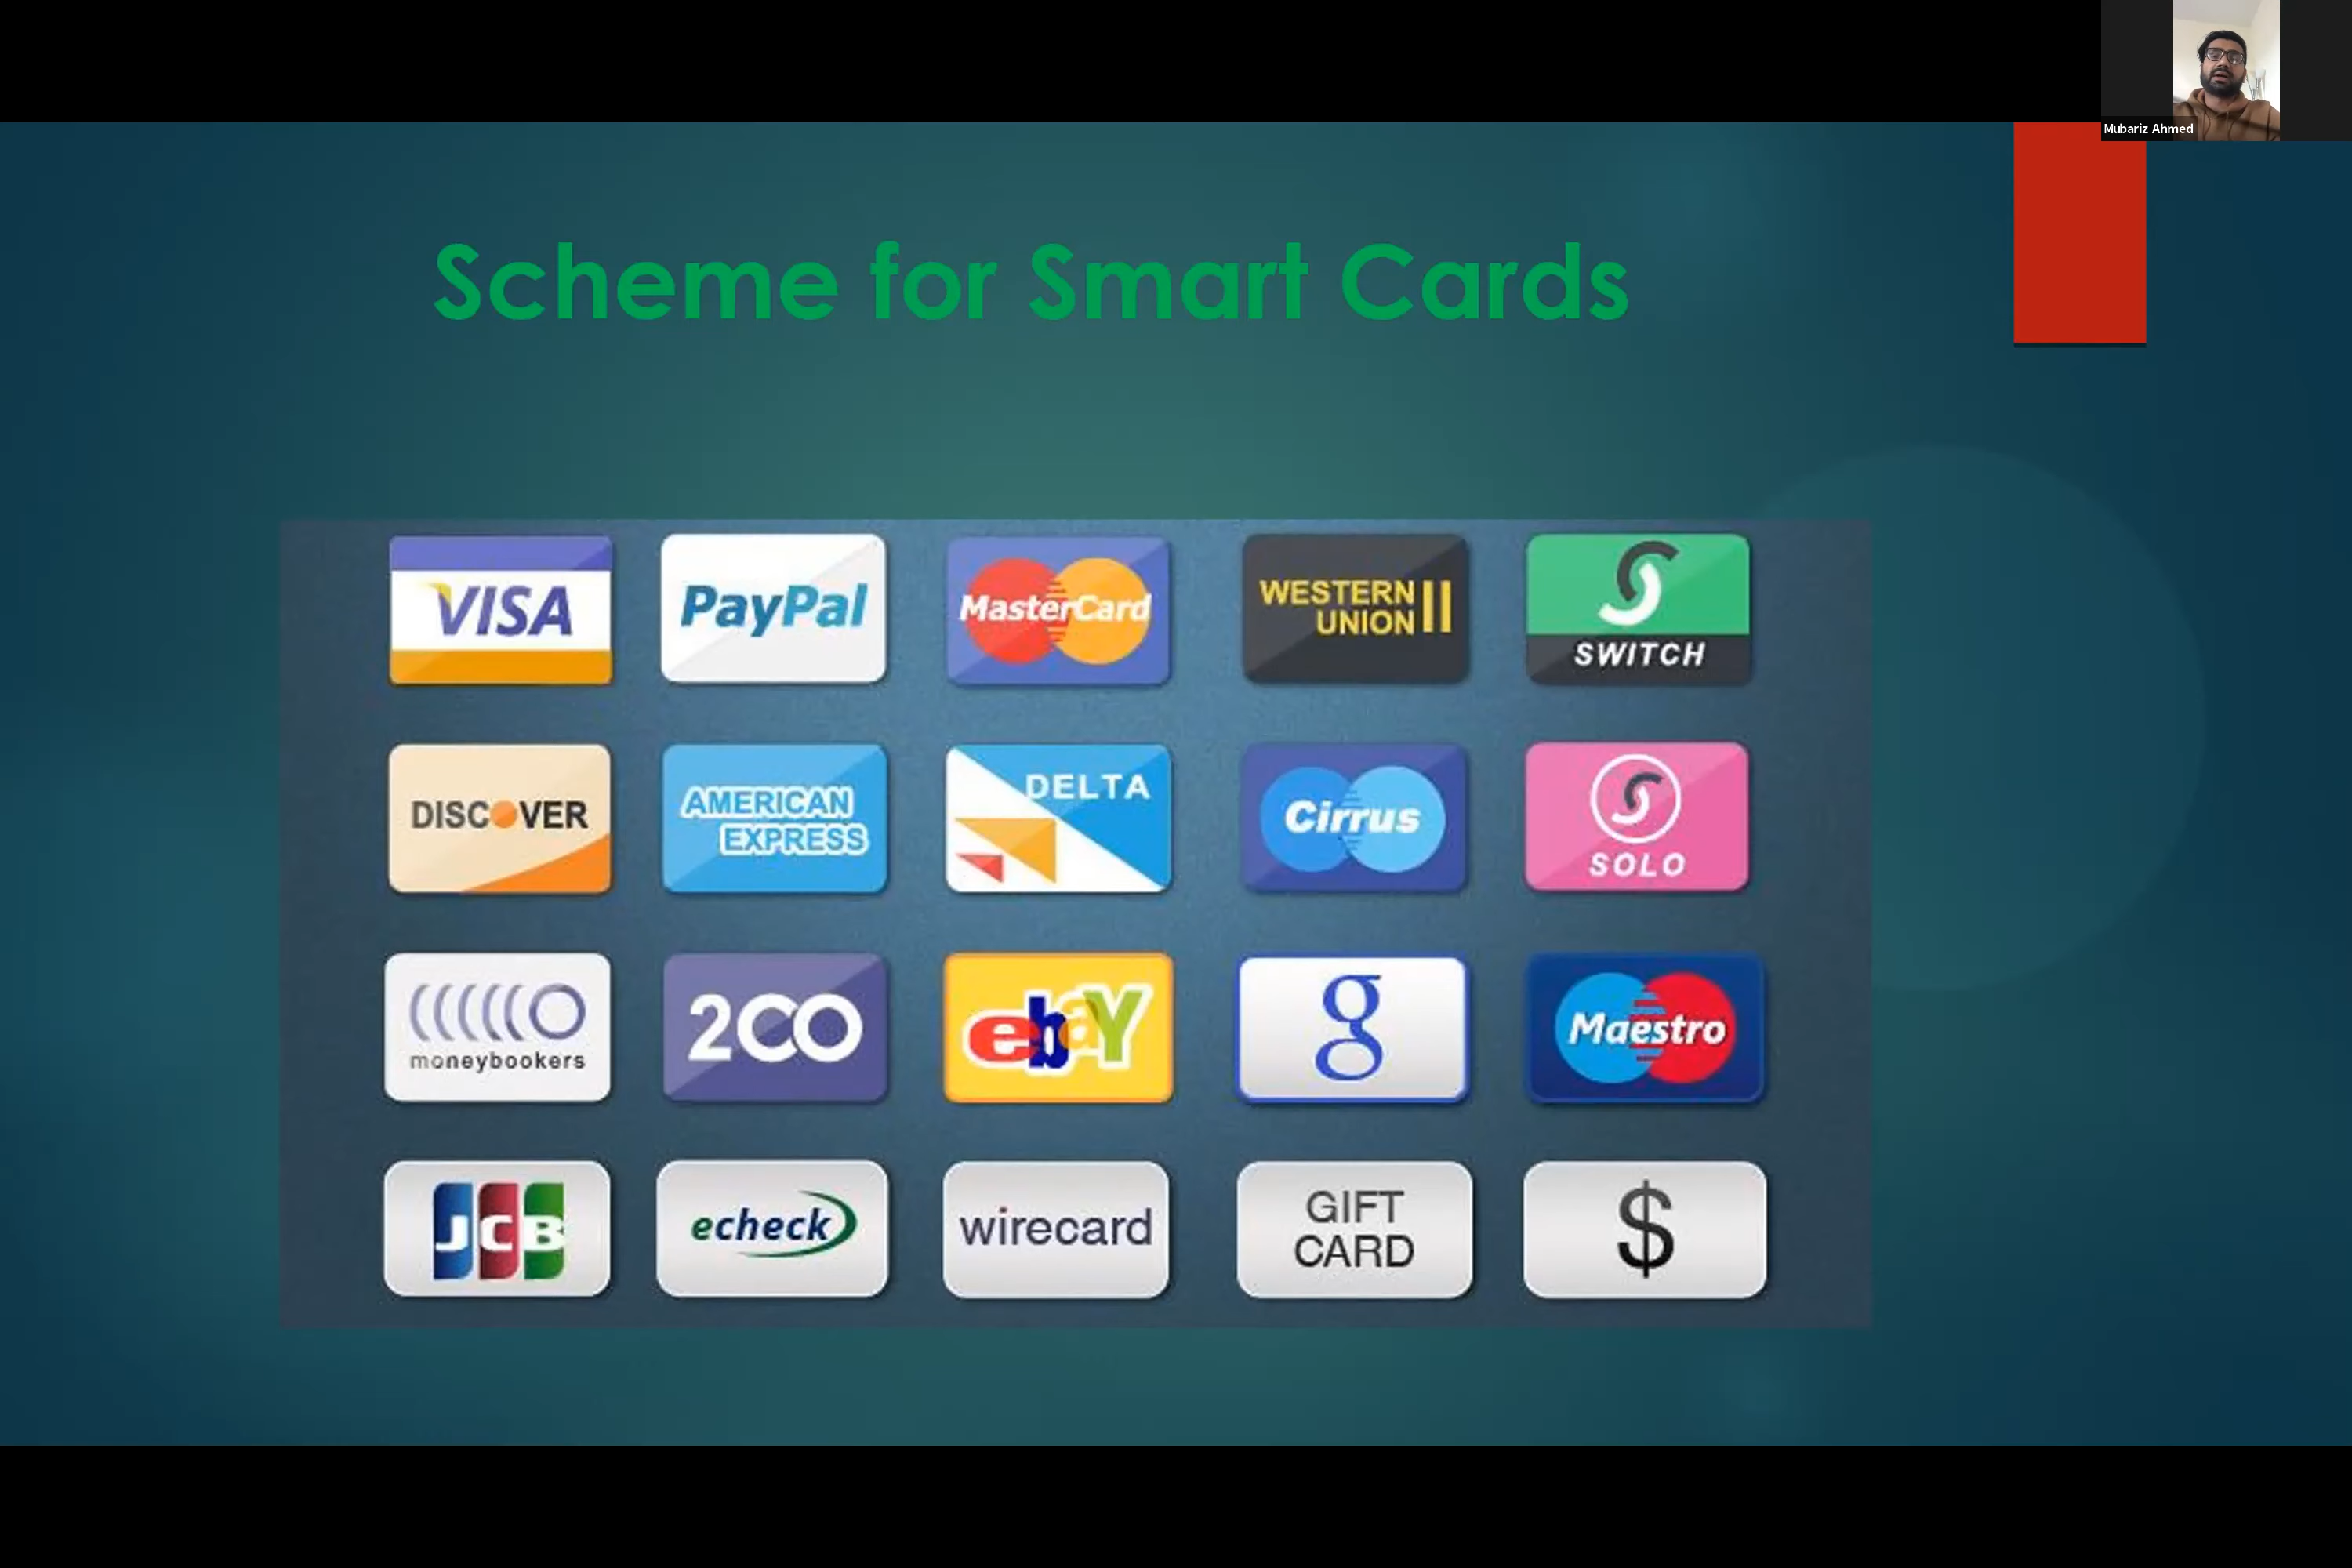 Mubariz Ahmed
Scheme for Smart Cards
VISA
PayPal
MasterCard
WESTERN
UNION
SWITCH
DISCOVER
AMERICAN
EXPRESS
DELTA
Cirrus
SOLO
moneybookers
2CO
ebaY
g
Maestro
JCB
echeck
wirecard
GIFT
CARD
$